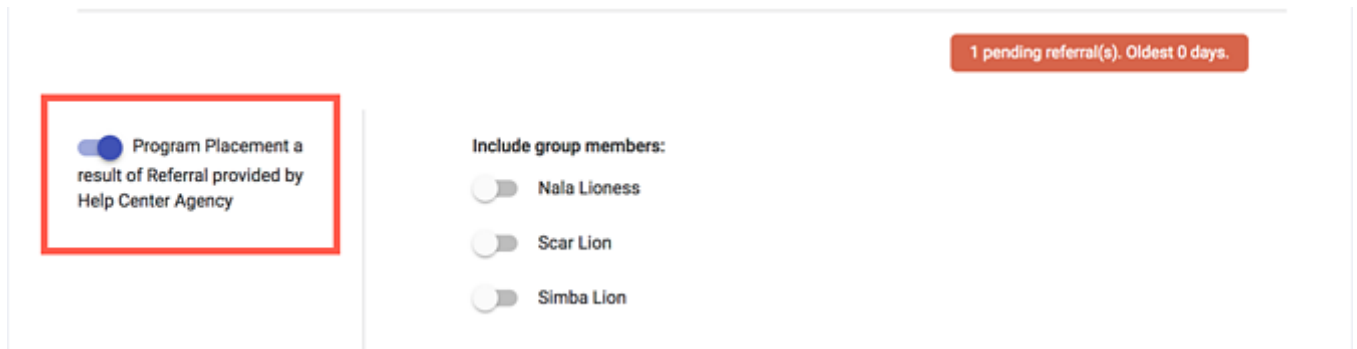 1 pending referral(s). Oldest 0 days.
Program Placement a
result of Referral provided by
Help Center Agency
Include group members:
Nala Lioness
Scar Lion
Simba Lion